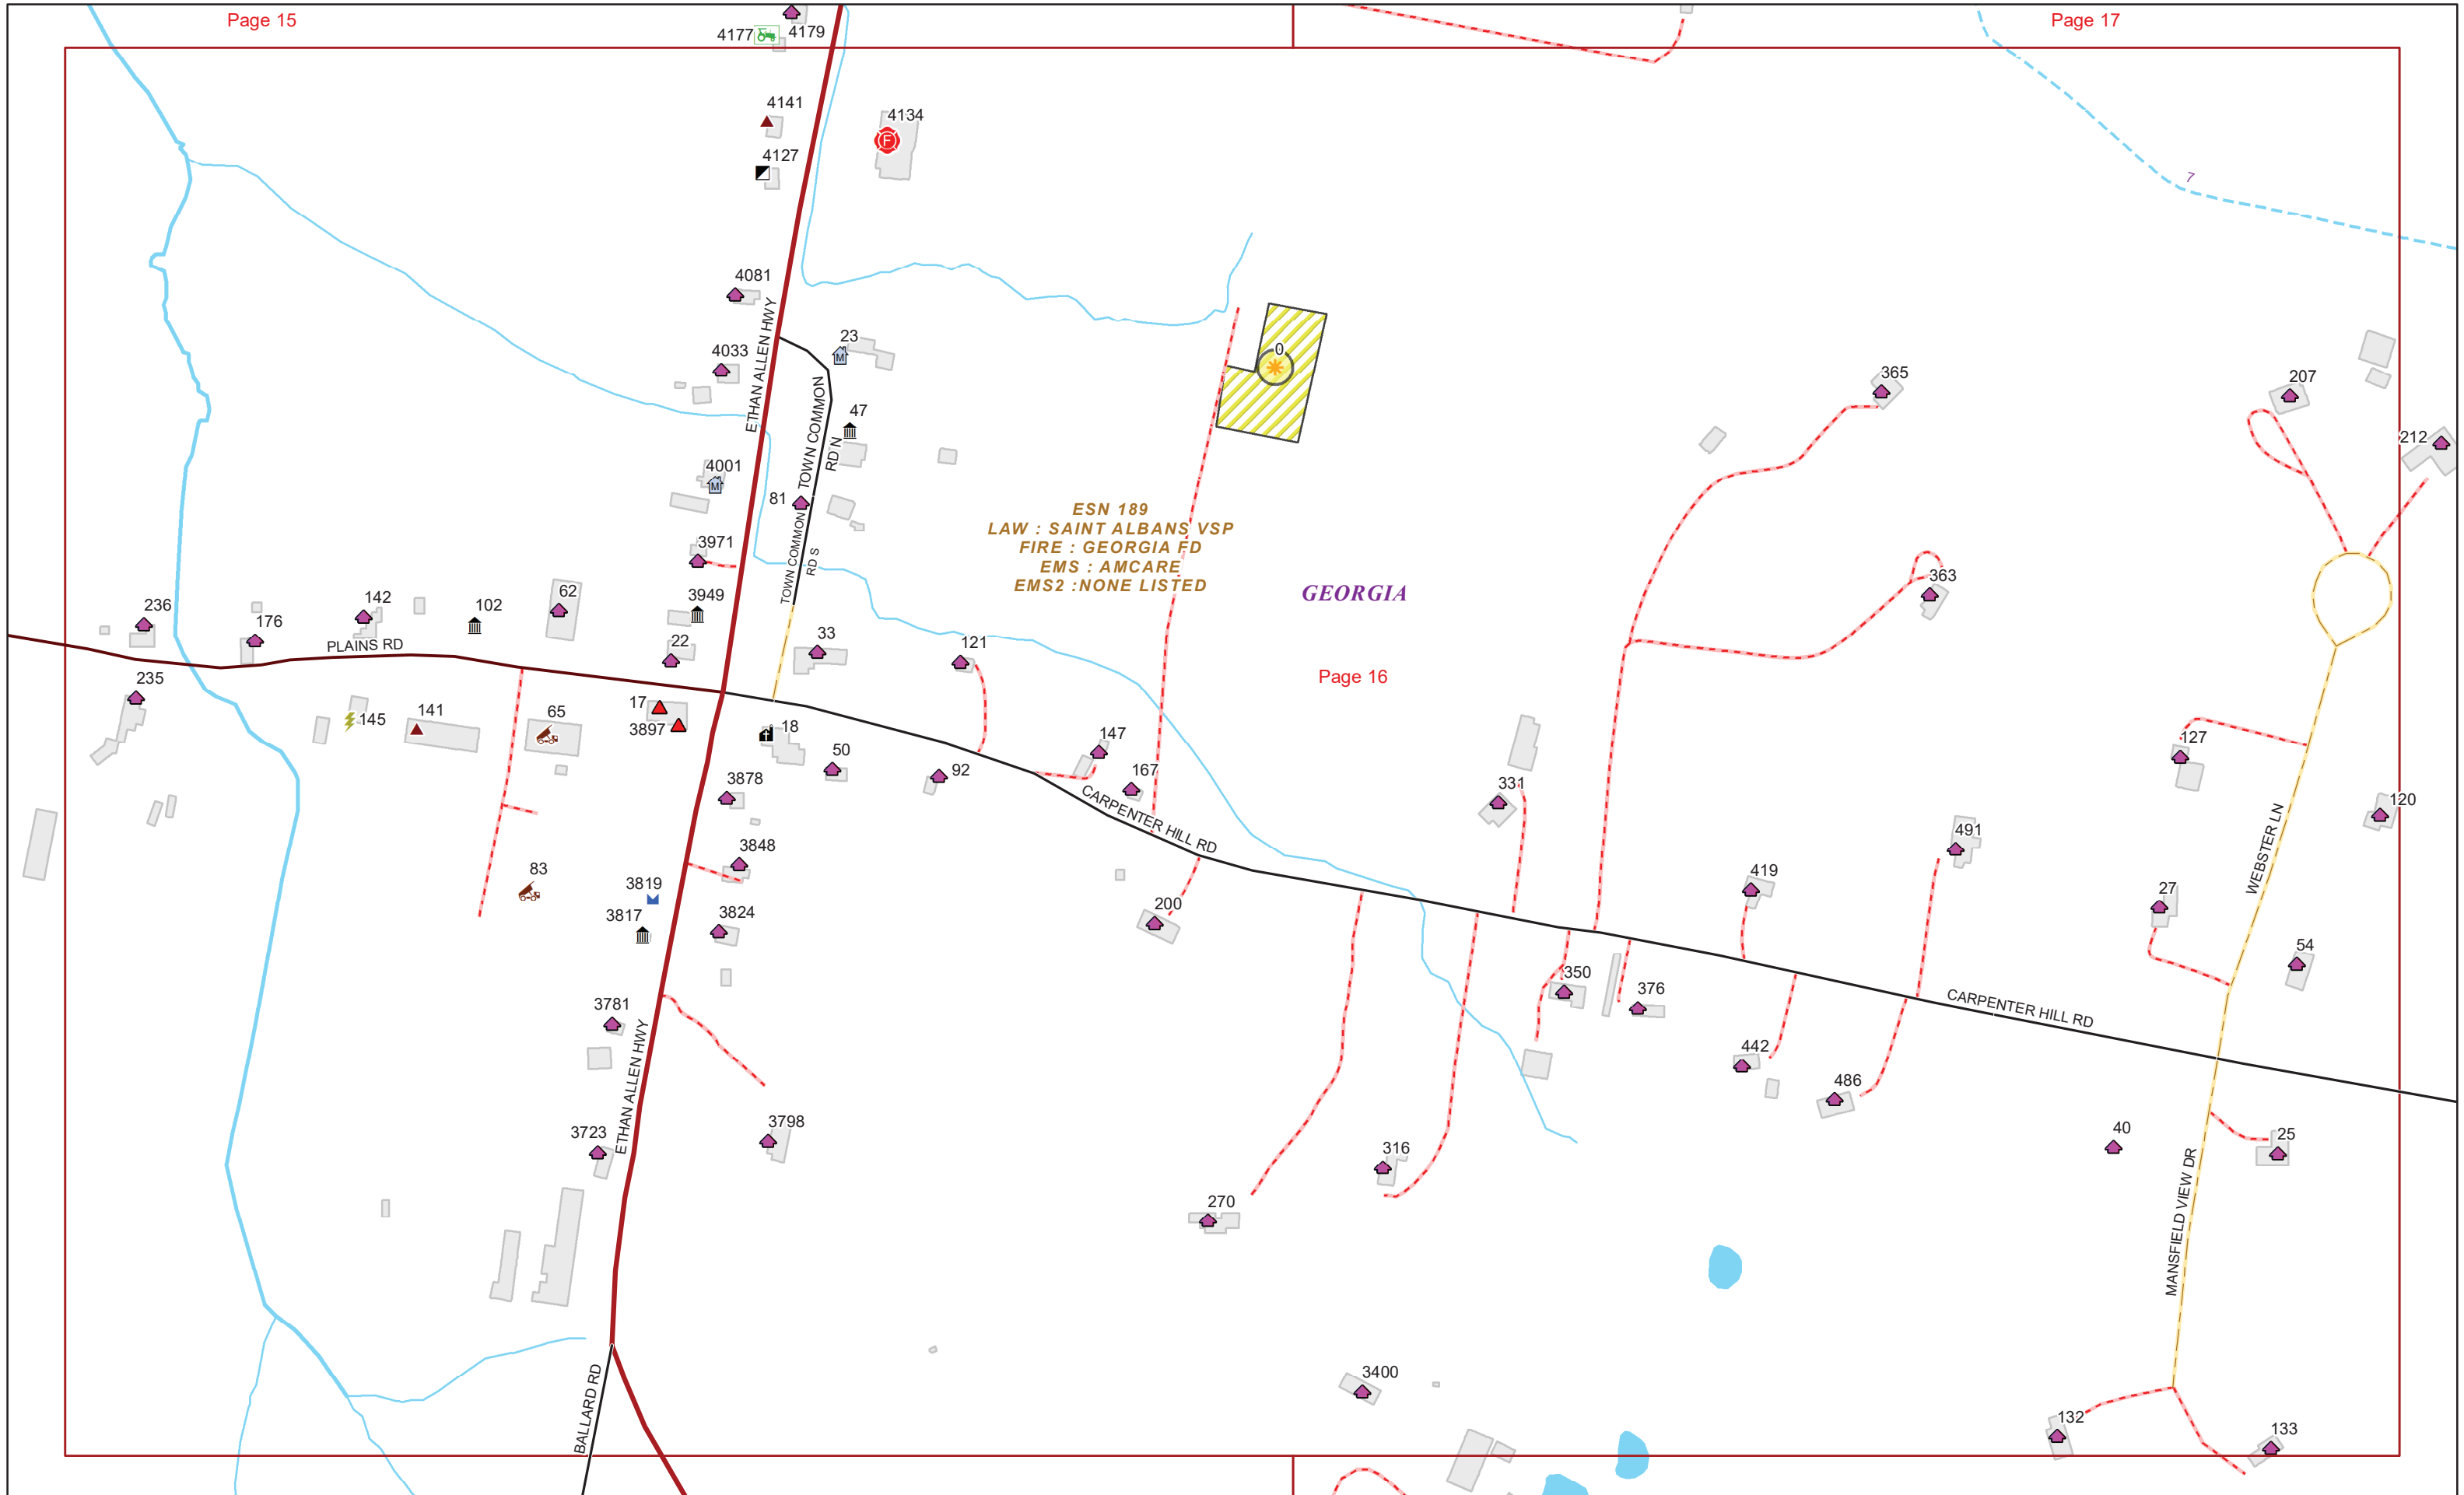 Page 15
Page 17
4177
4179
4141
4134
4127
7
4081
ETHAN ALLEN HWY
23
4033
0
TOWN COMMON
RD N
47
365
207
212
4001
81
TOWN COMMON
RD S
ESN 189
LAW : SAINT ALBANS VSP
FIRE : GEORGIA FD
EMS : AMCARE
EMS2 :NONE LISTED
3971
GEORGIA
363
236
176
142
102
62
3949
22
33
121
PLAINS RD
Page 16
235
145
141
65
17
3897
18
50
92
147
167
127
3878
331
120
CARPENTER HILL RD
WEBSTER LN
3848
491
83
3819
419
27
3817
3824
200
54
350
376
3781
CARPENTER HILL RD
ETHAN ALLEN HWY
442
486
3723
3798
40
25
316
MANSFIELD VIEW DR
270
3400
BALLARD RD
132
133
F
M
M